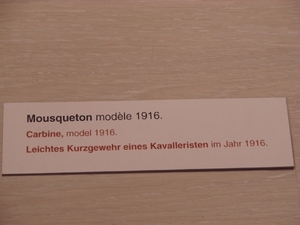 Mousqueton modèle 1916.
Carbine, model 1916.
Leichtes Kurzgewehr eines Kavalleristen im Jahr 1916.